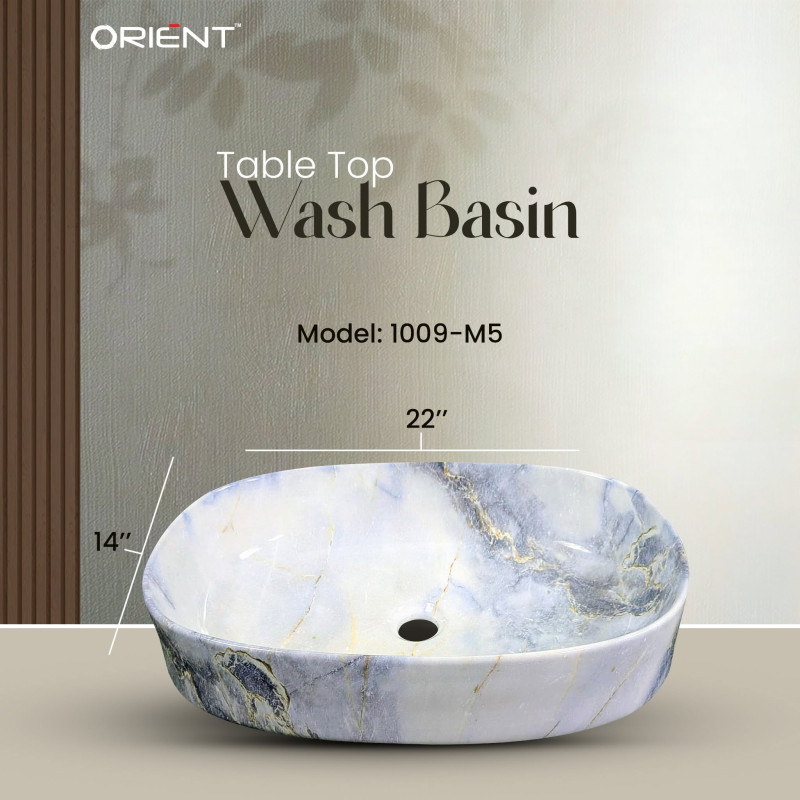 ORIENT™
Table Top
Wash Basin
Model: 1009-M5
22’’
14’’